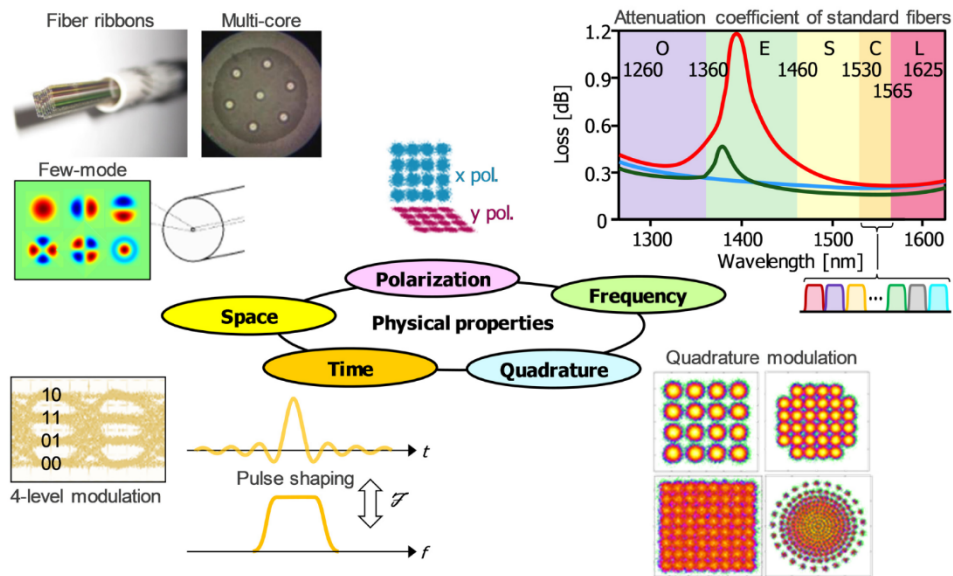 Fiber ribbons
Multi-core
Attenuation coefficient of standard fibers
Few-mode
x pol.
y pol.
Loss [dB]
1.2
0.9
0.6
0.3
0
O E S C L
1260 1360 1460 1530 1625
1565
1300 1400 1500 1600
Wavelength [nm]
...
Polarization
Frequency
Space
Physical properties
Time
Quadrature
Quadrature modulation
10
11
01
00
4-level modulation
t
Pulse shaping
ℱ
f